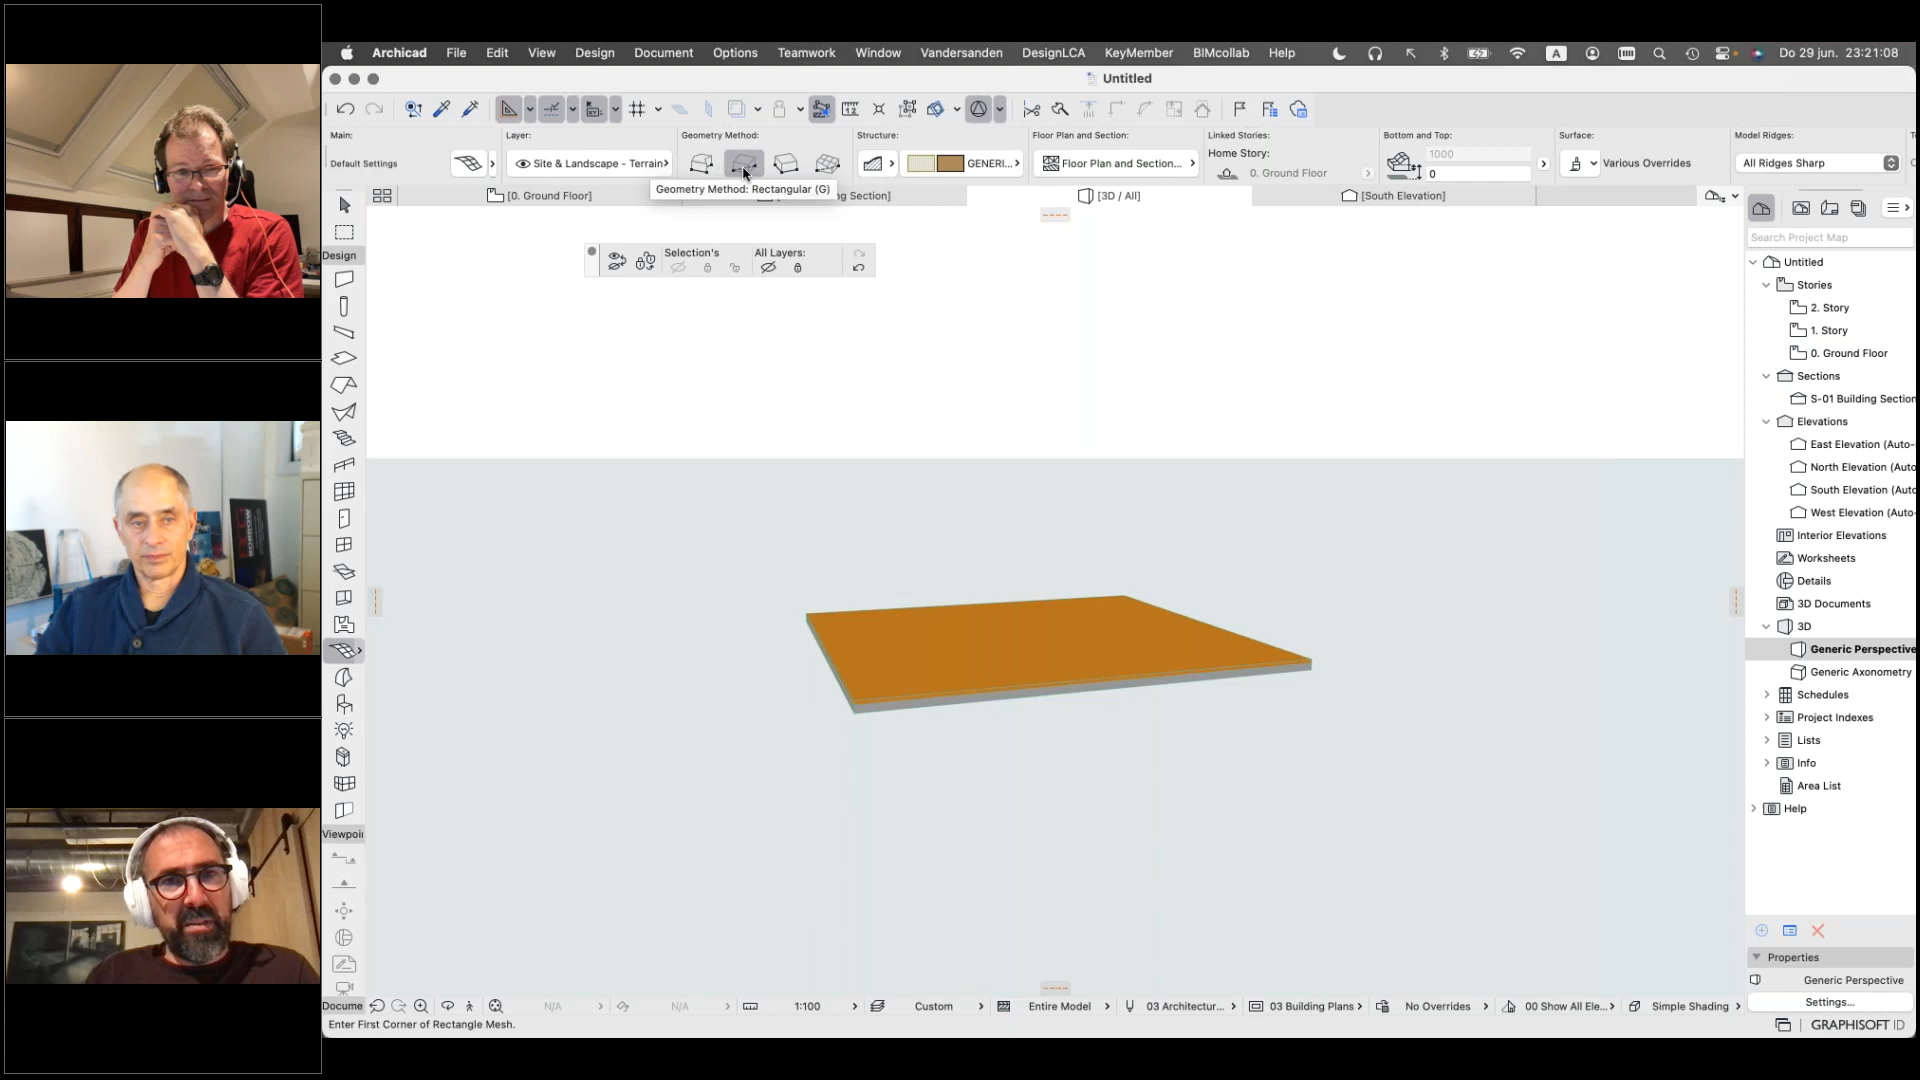 Archicad File Edit View Design Document Options Teamwork Window Vandersanden DesignLCA KeyMember BIMcollab Help A Do 29 jun. 23:21:08
Untitled
Main: Layer: Geometry Method: Structure: Floor Plan and Section: Linked Stories: Bottom and Top: Surface: Model Ridges:
Default Settings
Site & Landscape - Terrain
GENERI...
Floor Plan and Section...
Home Story:
0. Ground Floor
1000
0
Various Overrides
All Ridges Sharp
Geometry Method: Rectangular (G)
[0. Ground Floor]
ng Section]
[3D / All]
[South Elevation]
Design
Selection's
All Layers:
Search Project Map
Untitled
Stories
2. Story
1. Story
0. Ground Floor
Sections
S-01 Building Section
Elevations
East Elevation (Auto-
North Elevation (Auto
South Elevation (Auto
West Elevation (Auto-
Interior Elevations
Worksheets
Details
3D Documents
3D
Generic Perspective
Generic Axonometry
Schedules
Project Indexes
Lists
Info
Area List
Help
Viewpoi
Properties
Generic Perspective
Settings...
Docume
N/A
N/A
1:100
Custom
Entire Model
03 Architectur...
03 Building Plans
No Overrides
00 Show All Ele...
Simple Shading
Enter First Corner of Rectangle Mesh.
GRAPHISOFT ID